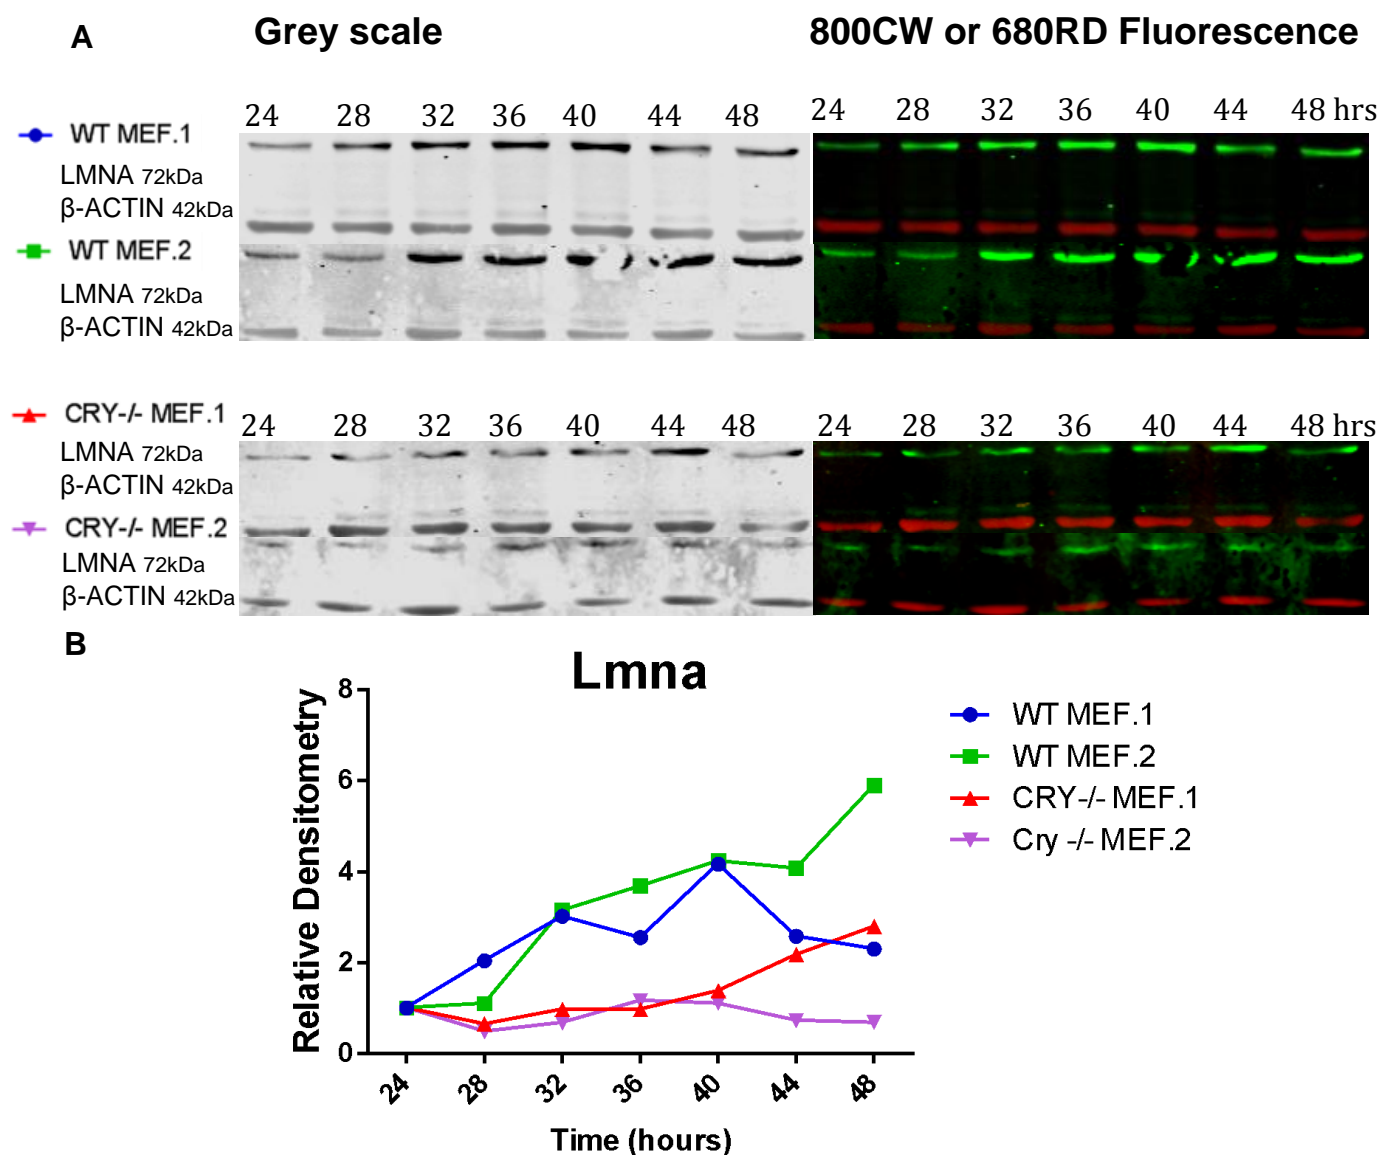 A
Grey scale
800CW or 680RD Fluorescence
24 28 32 36 40 44 48
24 28 32 36 40 44 48 hrs
WT MEF.1
LMNA 72kDa
β-ACTIN 42kDa
WT MEF.2
LMNA 72kDa
β-ACTIN 42kDa
CRY-/- MEF.1
24 28 32 36 40 44 48
24 28 32 36 40 44 48 hrs
LMNA 72kDa
β-ACTIN 42kDa
CRY-/- MEF.2
LMNA 72kDa
β-ACTIN 42kDa
B
Lmna
Relative Densitometry
8
6
4
2
0
24 28 32 36 40 44 48
Time (hours)
WT MEF.1
WT MEF.2
CRY-/- MEF.1
Cry -/- MEF.2